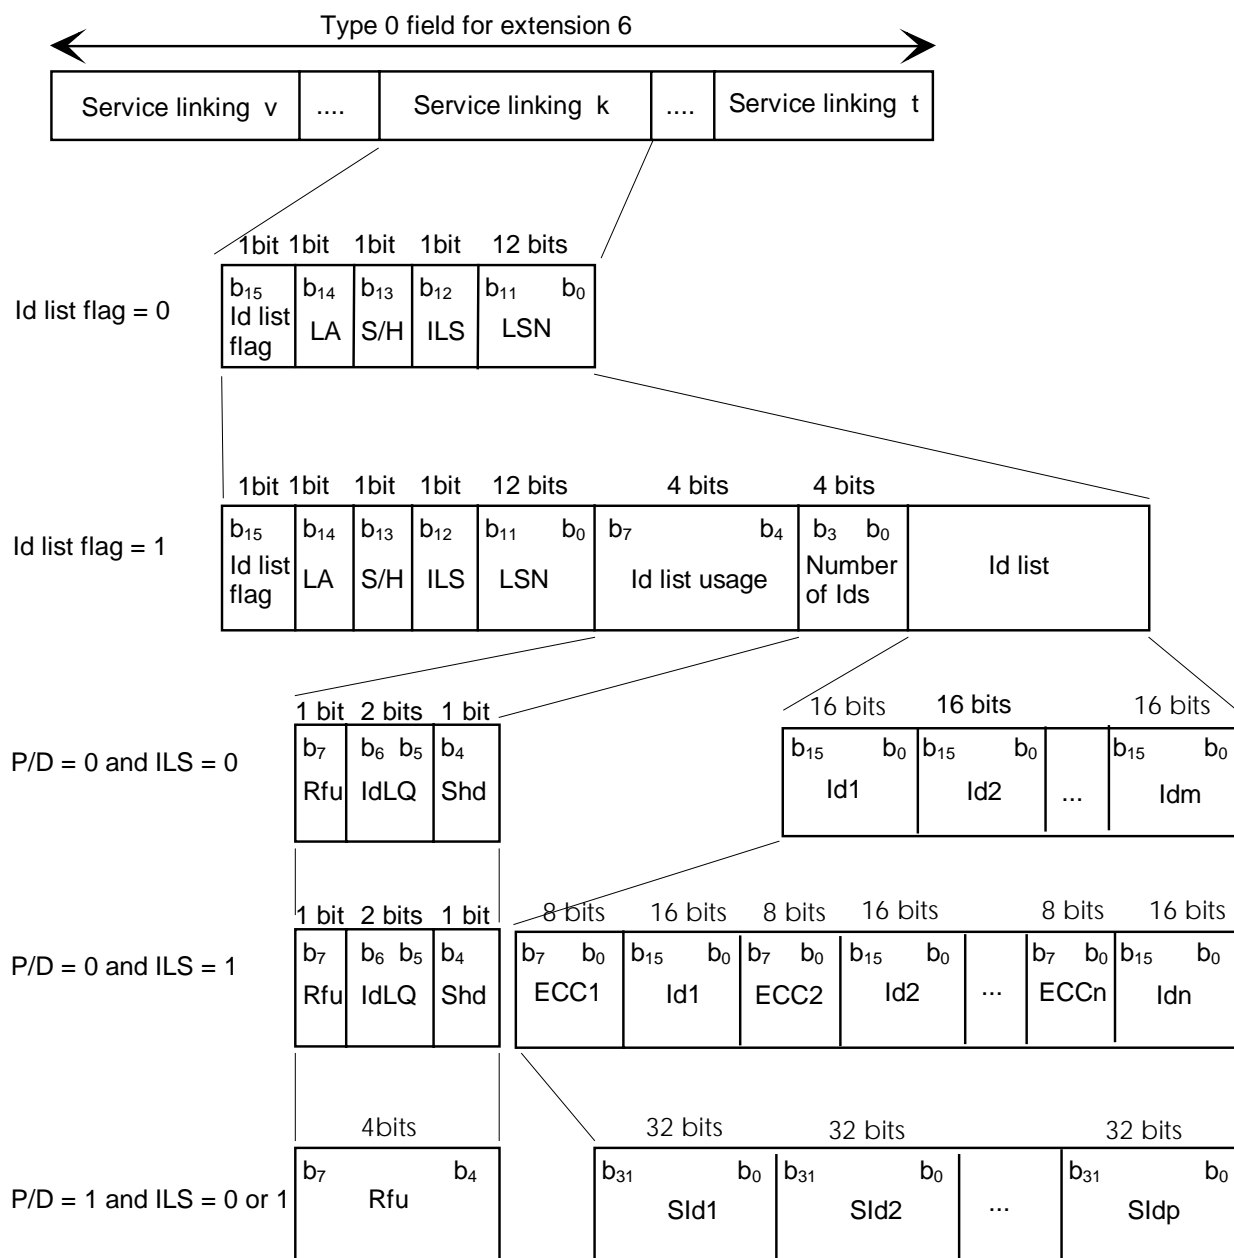 Type 0 field for extension 6
Service linking v .... Service linking k .... Service linking t
1bit 1bit 1bit 1bit 12 bits
Id list flag = 0
b15 b14 b13 b12 b11 b0
Id list flag LA S/H ILS LSN
1bit 1bit 1bit 1bit 12 bits 4 bits 4 bits
Id list flag = 1
b15 b14 b13 b12 b11 b0 b7 b4 b3 b0
Id list flag LA S/H ILS LSN Id list usage Number of Ids Id list
1 bit 2 bits 1 bit 16 bits 16 bits 16 bits
P/D = 0 and ILS = 0
b7 b6 b5 b4 b15 b0 b15 b0 b15 b0
Rfu IdLQ Shd Id1 Id2 ... Idm
1 bit 2 bits 1 bit 8 bits 16 bits 8 bits 16 bits 8 bits 16 bits
P/D = 0 and ILS = 1
b7 b6 b5 b4 b7 b0 b15 b0 b7 b0 b15 b0 b7 b0 b15 b0
Rfu IdLQ Shd ECC1 Id1 ECC2 Id2 ... ECCn Idn
4bits 32 bits 32 bits 32 bits
P/D = 1 and ILS = 0 or 1
b7 b4 b31 b0 b31 b0 b31 b0
Rfu SId1 SId2 ... SIdp